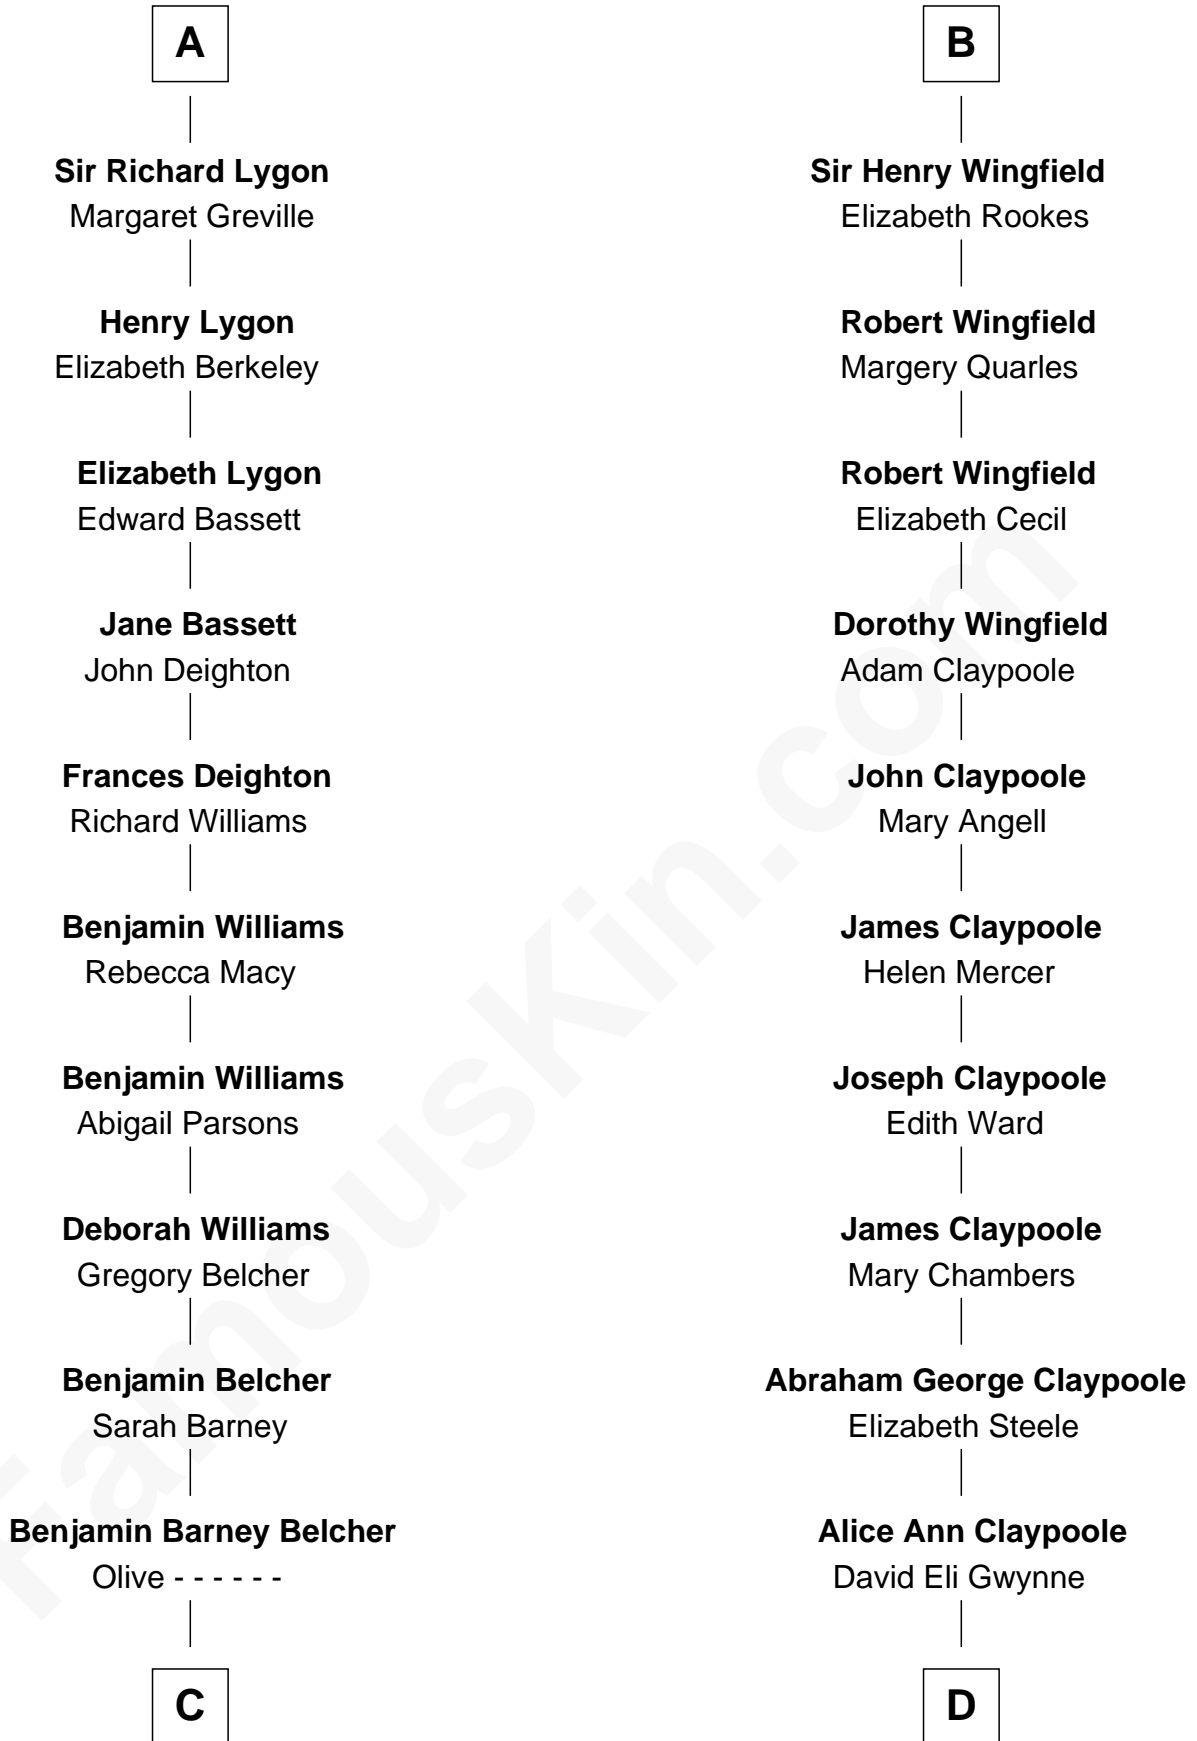 A
Sir Richard Lygon
Margaret Greville
Henry Lygon
Elizabeth Berkeley
Elizabeth Lygon
Edward Bassett
Jane Bassett
John Deighton
Frances Deighton
Richard Williams
Benjamin Williams
Rebecca Macy
Benjamin Williams
Abigail Parsons
Deborah Williams
Gregory Belcher
Benjamin Belcher
Sarah Barney
Benjamin Barney Belcher
Olive - - - - - -
C
B
Sir Henry Wingfield
Elizabeth Rookes
Robert Wingfield
Margery Quarles
Robert Wingfield
Elizabeth Cecil
Dorothy Wingfield
Adam Claypoole
John Claypoole
Mary Angell
James Claypoole
Helen Mercer
Joseph Claypoole
Edith Ward
James Claypoole
Mary Chambers
Abraham George Claypoole
Elizabeth Steele
Alice Ann Claypoole
David Eli Gwynne
D
FamousKin.com